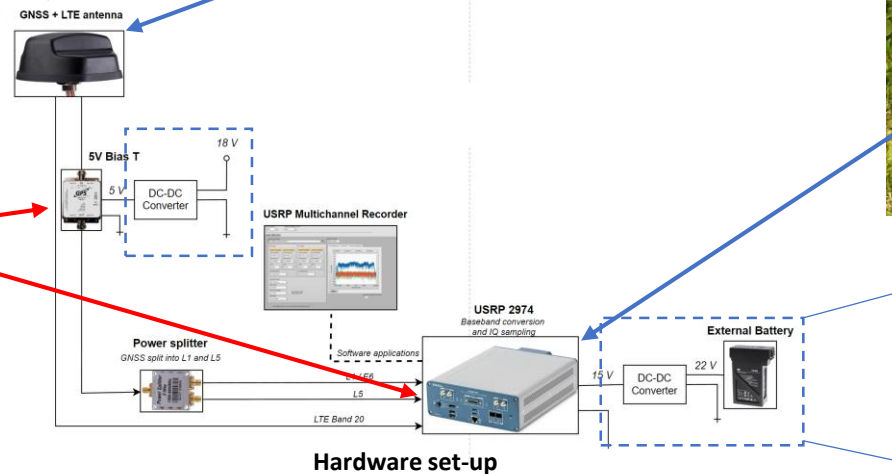 GNSS + LTE antenna
18 V
5V Bias T
GPS
5 V
DC-DC
Converter
USRP Multichannel Recorder
USRP 2974
Baseband conversion
and IQ sampling
External Battery
Power splitter
GNSS split into L1 and L5
Software applications
15 V
22 V
DC-DC
Converter
L5
LTE Band 20
Hardware set-up